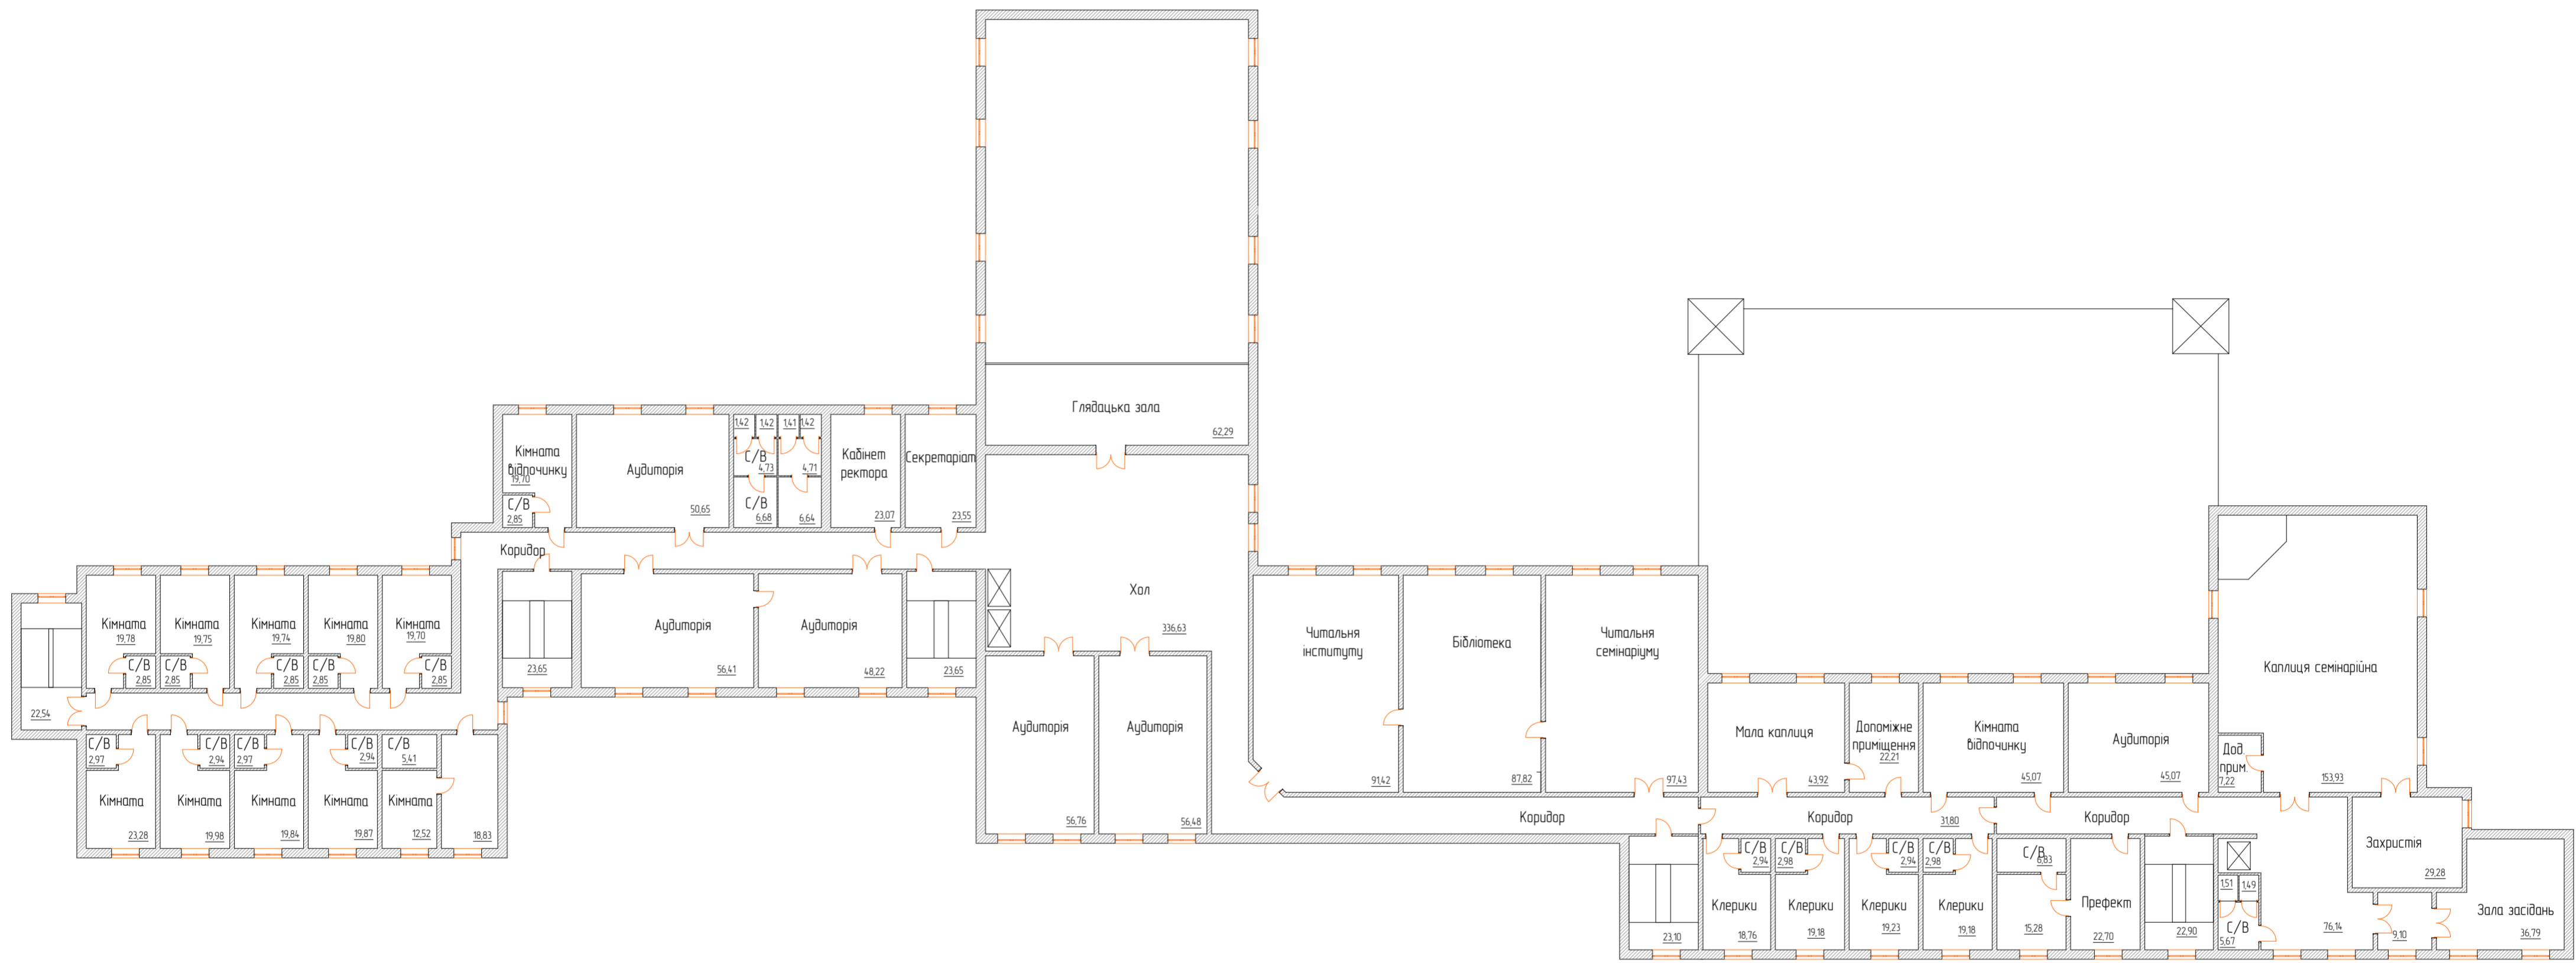 Глядацька зала
62,29
Кімната
відпочинку
19,70
С/В
2,85
Аудиторія
50,65
1,42
1,42
1,41
1,42
С/В
4,73
4,71
С/В
6,68
6,64
Кабінет
ректора
23,07
Секретаріат
23,55
Коридор
Хол
336,63
23,65
Аудиторія
56,41
Аудиторія
48,22
23,65
Аудиторія
56,76
Аудиторія
56,48
22,54
Кімната
19,78
С/В
2,85
Кімната
19,75
С/В
2,85
Кімната
19,74
С/В
2,85
Кімната
19,80
С/В
2,85
Кімната
19,70
С/В
2,85
С/В
2,97
Кімната
23,28
С/В
2,94
Кімната
19,98
С/В
2,97
Кімната
19,84
С/В
2,94
Кімната
19,87
С/В
5,41
Кімната
12,52
18,83
Читальня
інституту
91,42
Бібліотека
87,82
Читальня
семінаріуму
97,43
Мала каплиця
43,92
Допоміжне
приміщення
22,21
Кімната
відпочинку
45,07
Аудиторія
45,07
Каплиця семінарійна
153,93
Дод.
прим.
7,22
Коридор
Коридор
31,80
Коридор
23,10
С/В
2,94
Клерики
18,76
С/В
2,98
Клерики
19,18
С/В
2,94
Клерики
19,23
С/В
2,98
Клерики
19,18
С/В
6,83
15,28
Префект
22,70
22,90
1,51
1,49
С/В
5,67
76,14
9,10
Захристія
29,28
Зала засідань
36,79